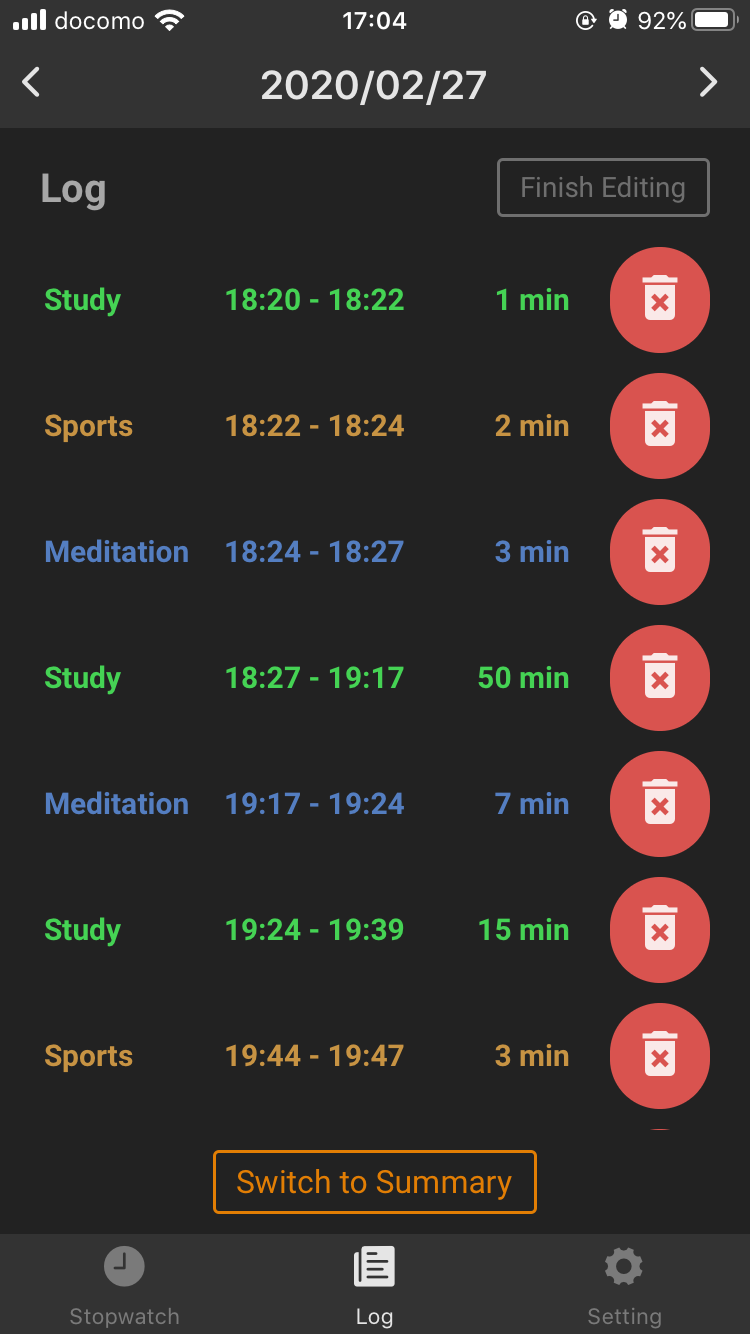 docomo 17:04 92%
2020/02/27
Log Finish Editing
Study 18:20 - 18:22 1 min
Sports 18:22 - 18:24 2 min
Meditation 18:24 - 18:27 3 min
Study 18:27 - 19:17 50 min
Meditation 19:17 - 19:24 7 min
Study 19:24 - 19:39 15 min
Sports 19:44 - 19:47 3 min
Switch to Summary
Stopwatch Log Setting